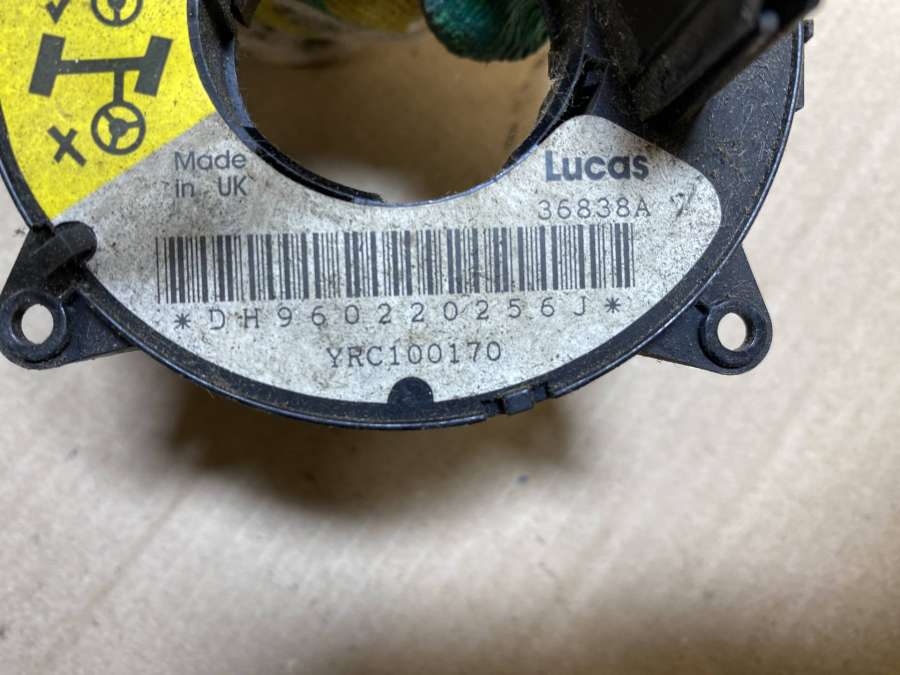 Made
in UK
Lucas
36838A
*DH960220256J*
YRC100170